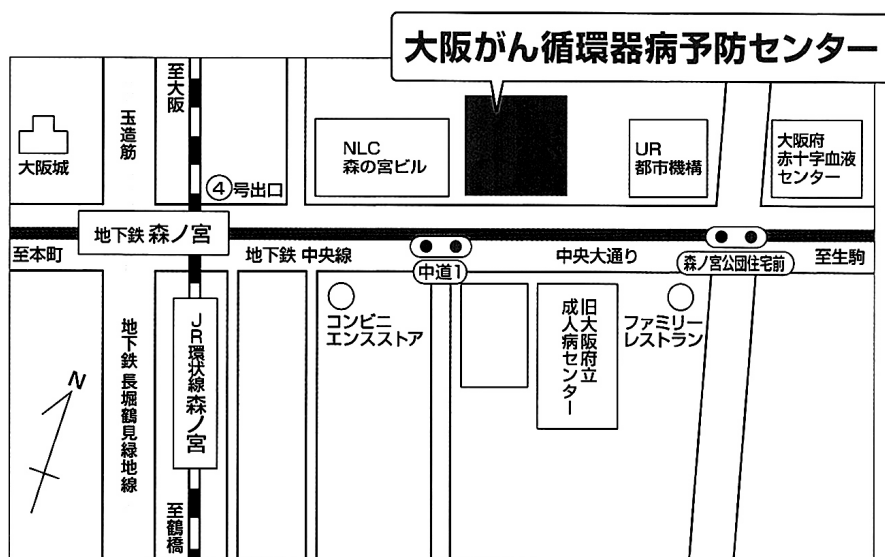 大阪がん循環器病予防センター
至大阪
玉造筋
大阪城
④号出口
NLC
森の宮ビル
UR
都市機構
大阪府
赤十字血液
センター
地下鉄 森ノ宮
至本町
地下鉄 中央線
中道1
中央大通り
森ノ宮公団住宅前
至生駒
コンビニ
エンスストア
旧大阪府立
成人病センター
ファミリー
レストラン
JR環状線 森ノ宮
地下鉄 長堀鶴見緑地線
N
至鶴橋